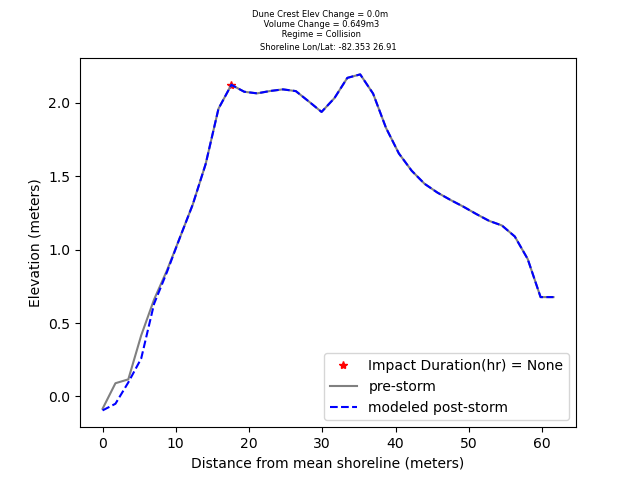 Dune Crest Elev Change = 0.0m
Volume Change = 0.649m3
Regime = Collision
Shoreline Lon/Lat: -82.353 26.91
2.0
1.5
1.0
0.5
0.0
Elevation (meters)
Impact Duration(hr) = None
pre-storm
modeled post-storm
0 10 20 30 40 50 60
Distance from mean shoreline (meters)